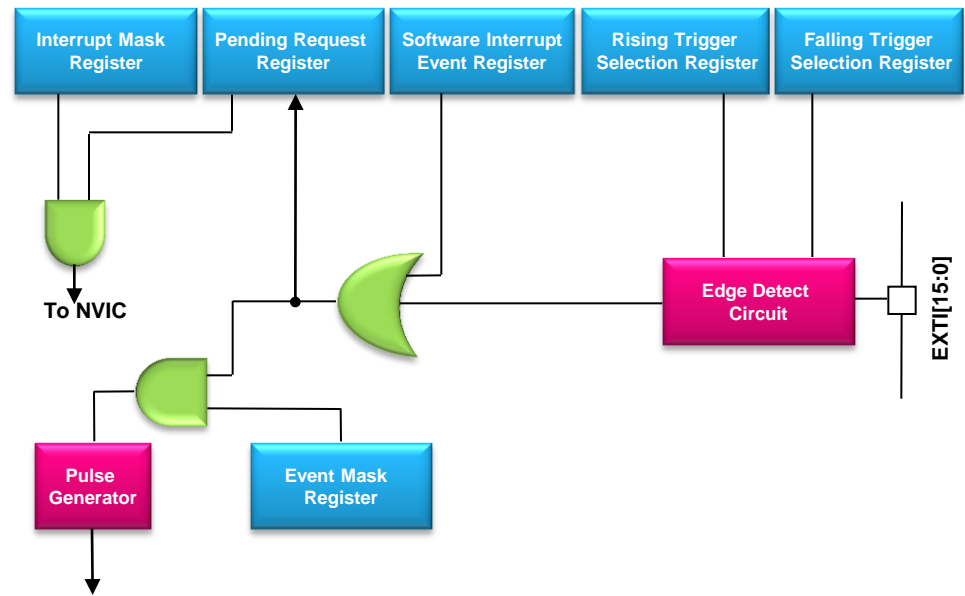 Interrupt Mask
Register
Pending Request
Register
Software Interrupt
Event Register
Rising Trigger
Selection Register
Falling Trigger
Selection Register
To NVIC
Edge Detect
Circuit
EXTI[15:0]
Pulse
Generator
Event Mask
Register